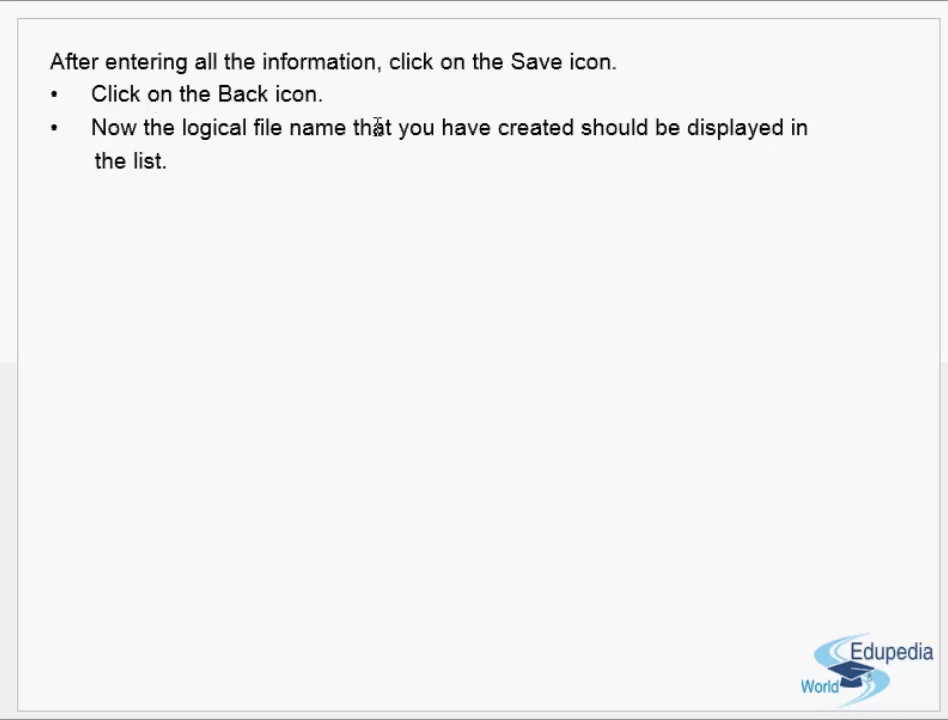 After entering all the information, click on the Save icon.
• Click on the Back icon.
• Now the logical file name that you have created should be displayed in
the list.
Edupedia
World